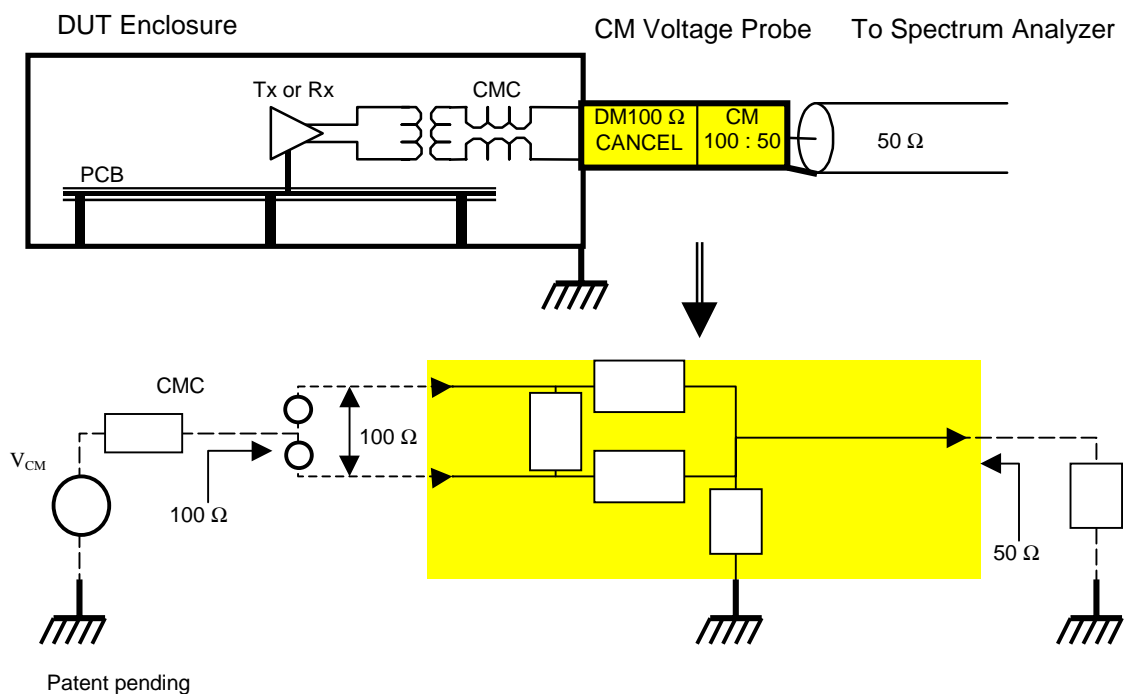 DUT Enclosure
CM Voltage Probe
To Spectrum Analyzer
Tx or Rx
CMC
DM100 Ω
CANCEL
CM
100 : 50
50 Ω
PCB
CMC
100 Ω
V_CM
100 Ω
50 Ω
Patent pending